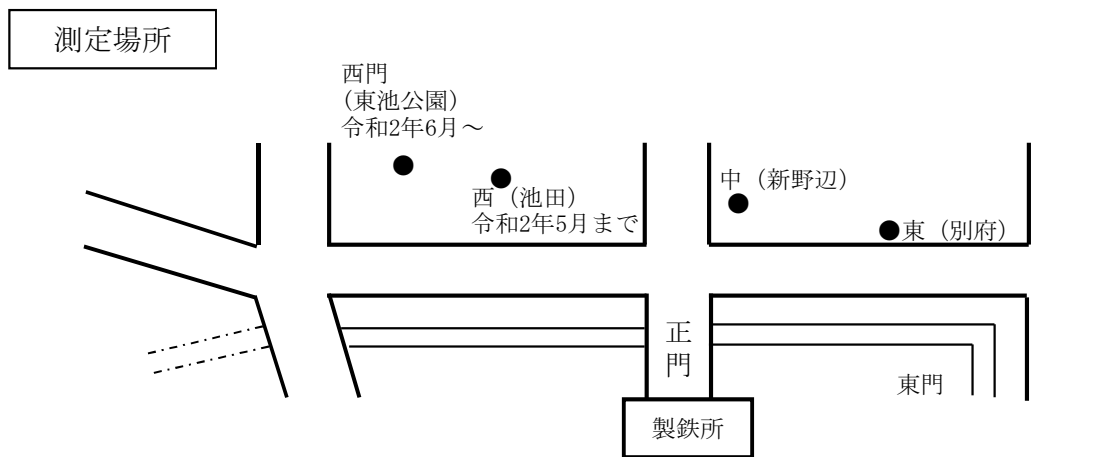 測定場所
西門
（東池公園）
令和2年6月～
西（池田）
令和2年5月まで
中（新野辺）
東（別府）
正
門
東門
製鉄所